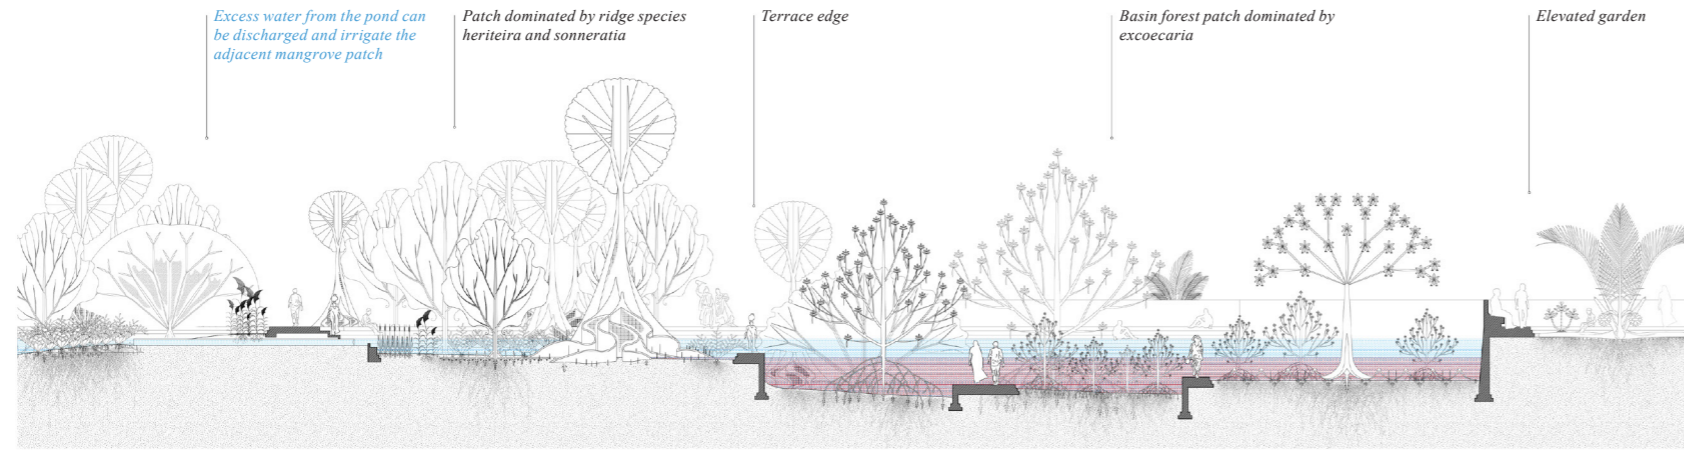 Excess water from the pond can
be discharged and irrigate the
adjacent mangrove patch
Patch dominated by ridge species
heriteira and sonneratia
Terrace edge
Basin forest patch dominated by
excoecaria
Elevated garden